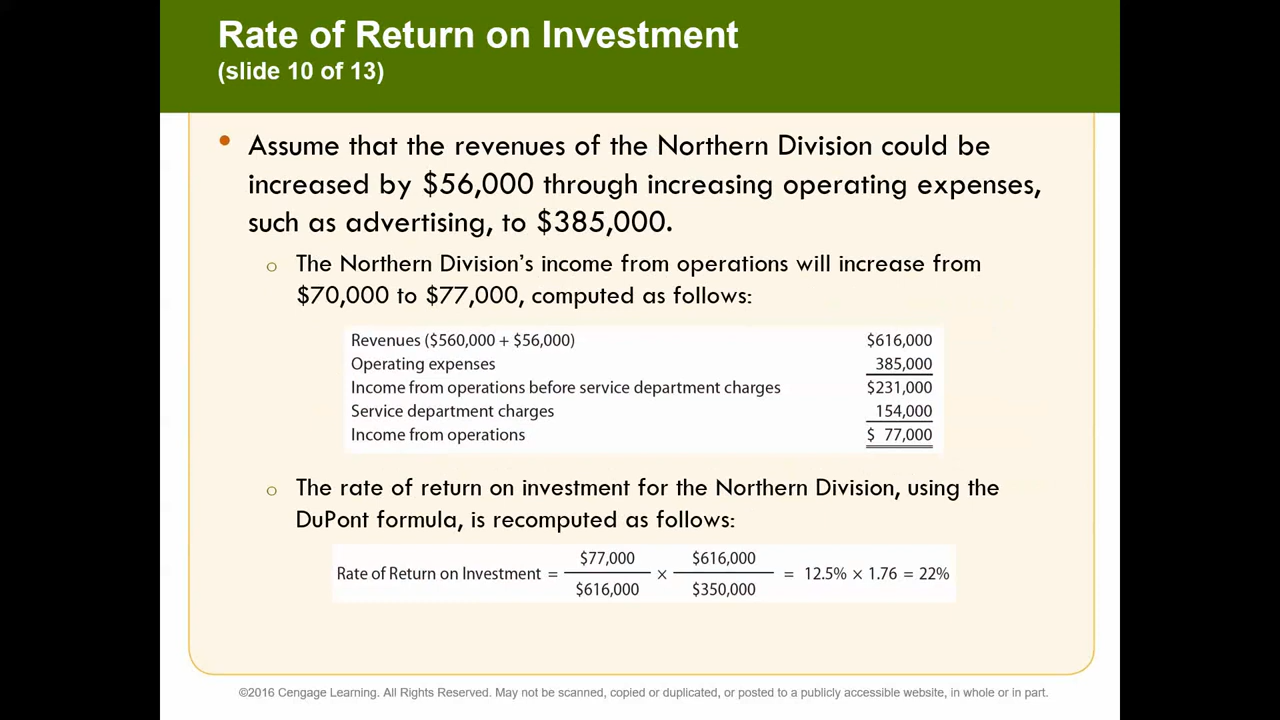 Rate of Return on Investment
(slide 10 of 13)
• Assume that the revenues of the Northern Division could be
increased by $56,000 through increasing operating expenses,
such as advertising, to $385,000.
o The Northern Division’s income from operations will increase from
$70,000 to $77,000, computed as follows:
Revenues ($560,000 + $56,000) $616,000
Operating expenses 385,000
Income from operations before service department charges $231,000
Service department charges 154,000
Income from operations $ 77,000
o The rate of return on investment for the Northern Division, using the
DuPont formula, is recomputed as follows:
$77,000 $616,000
Rate of Return on Investment = × = 12.5% × 1.76 = 22%
$616,000 $350,000
©2016 Cengage Learning. All Rights Reserved. May not be scanned, copied or duplicated, or posted to a publicly accessible website, in whole or in part.